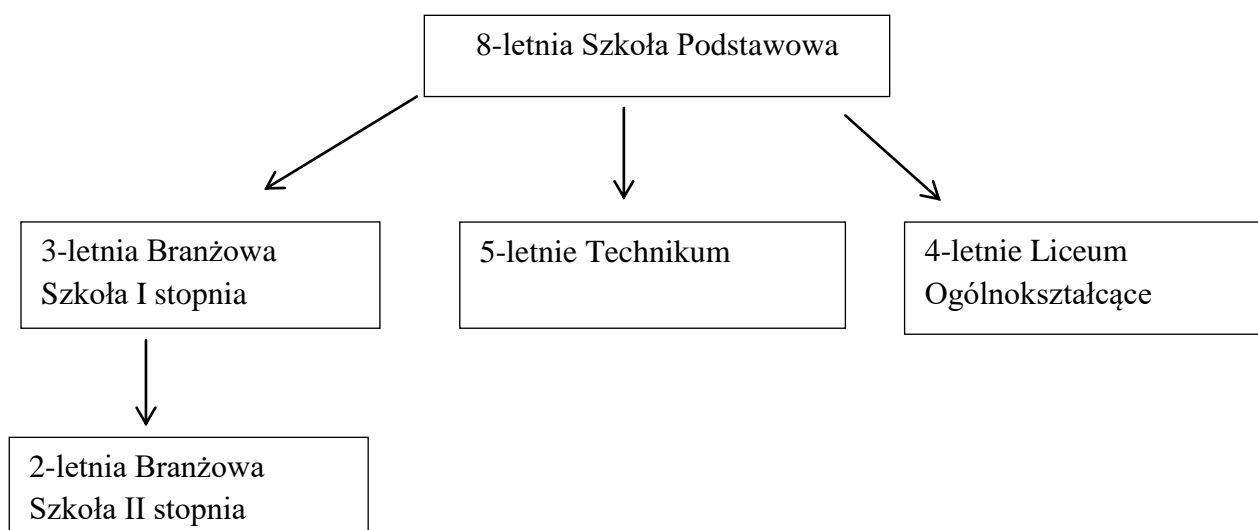 8-letnia Szkoła Podstawowa
3-letnia Branżowa
Szkoła I stopnia
5-letnie Technikum
4-letnie Liceum
Ogólnokształcące
2-letnia Branżowa
Szkoła II stopnia